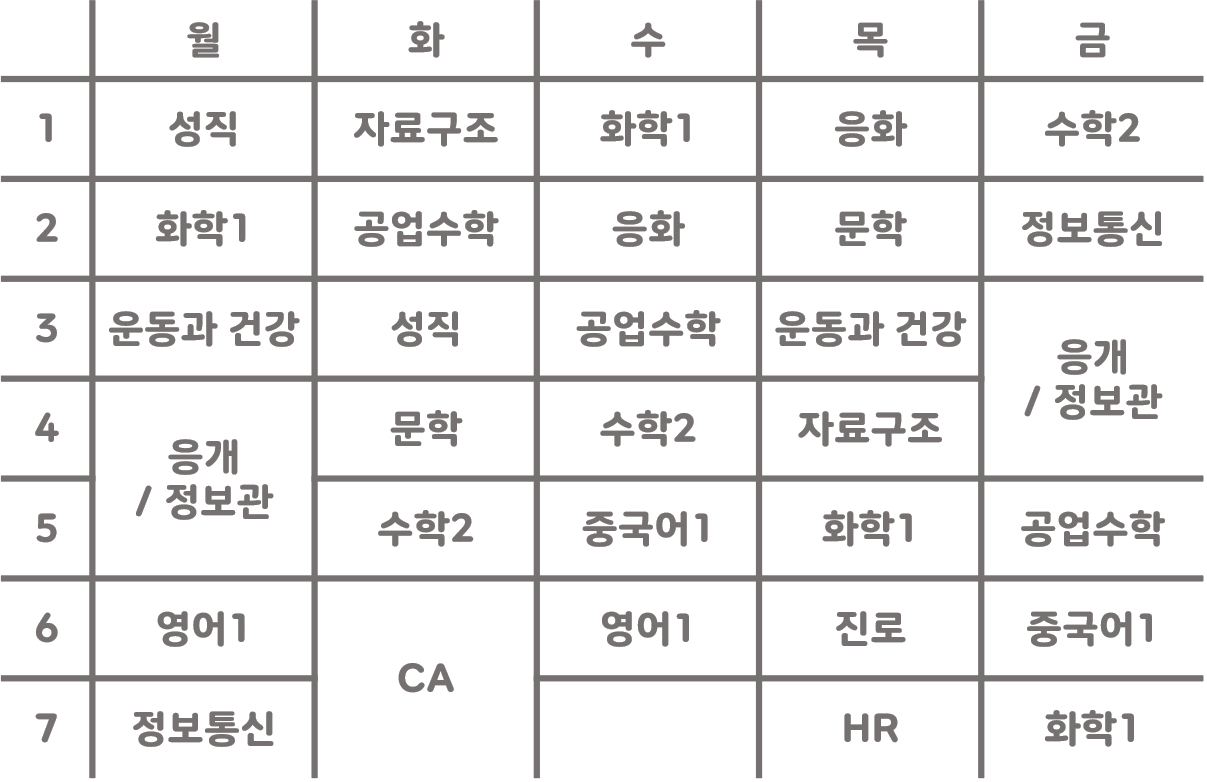 월 화 수 목 금
1 성직 자료구조 화학1 응화 수학2
2 화학1 공업수학 응화 문학 정보통신
3 운동과 건강 성직 공업수학 운동과 건강 응개
/ 정보관
4 응개
/ 정보관 문학 수학2 자료구조
5 수학2 중국어1 화학1 공업수학
6 영어1 CA 영어1 진로 중국어1
7 정보통신 HR 화학1